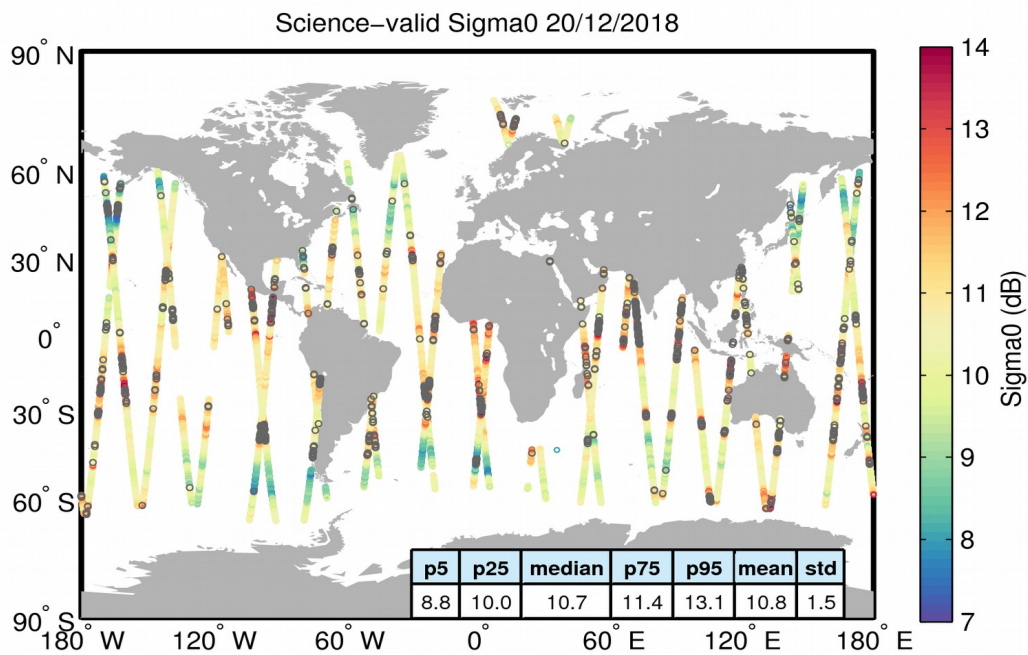 Science−valid Sigma0 20/12/2018
90° N
60° N
30° N
0°
30° S
60° S
90° S
180° W
120° W
60° W
0°
60° E
120° E
180° E
p5 p25 median p75 p95 mean std
8.8 10.0 10.7 11.4 13.1 10.8 1.5
14
13
12
11
10
9
8
7
Sigma0 (dB)